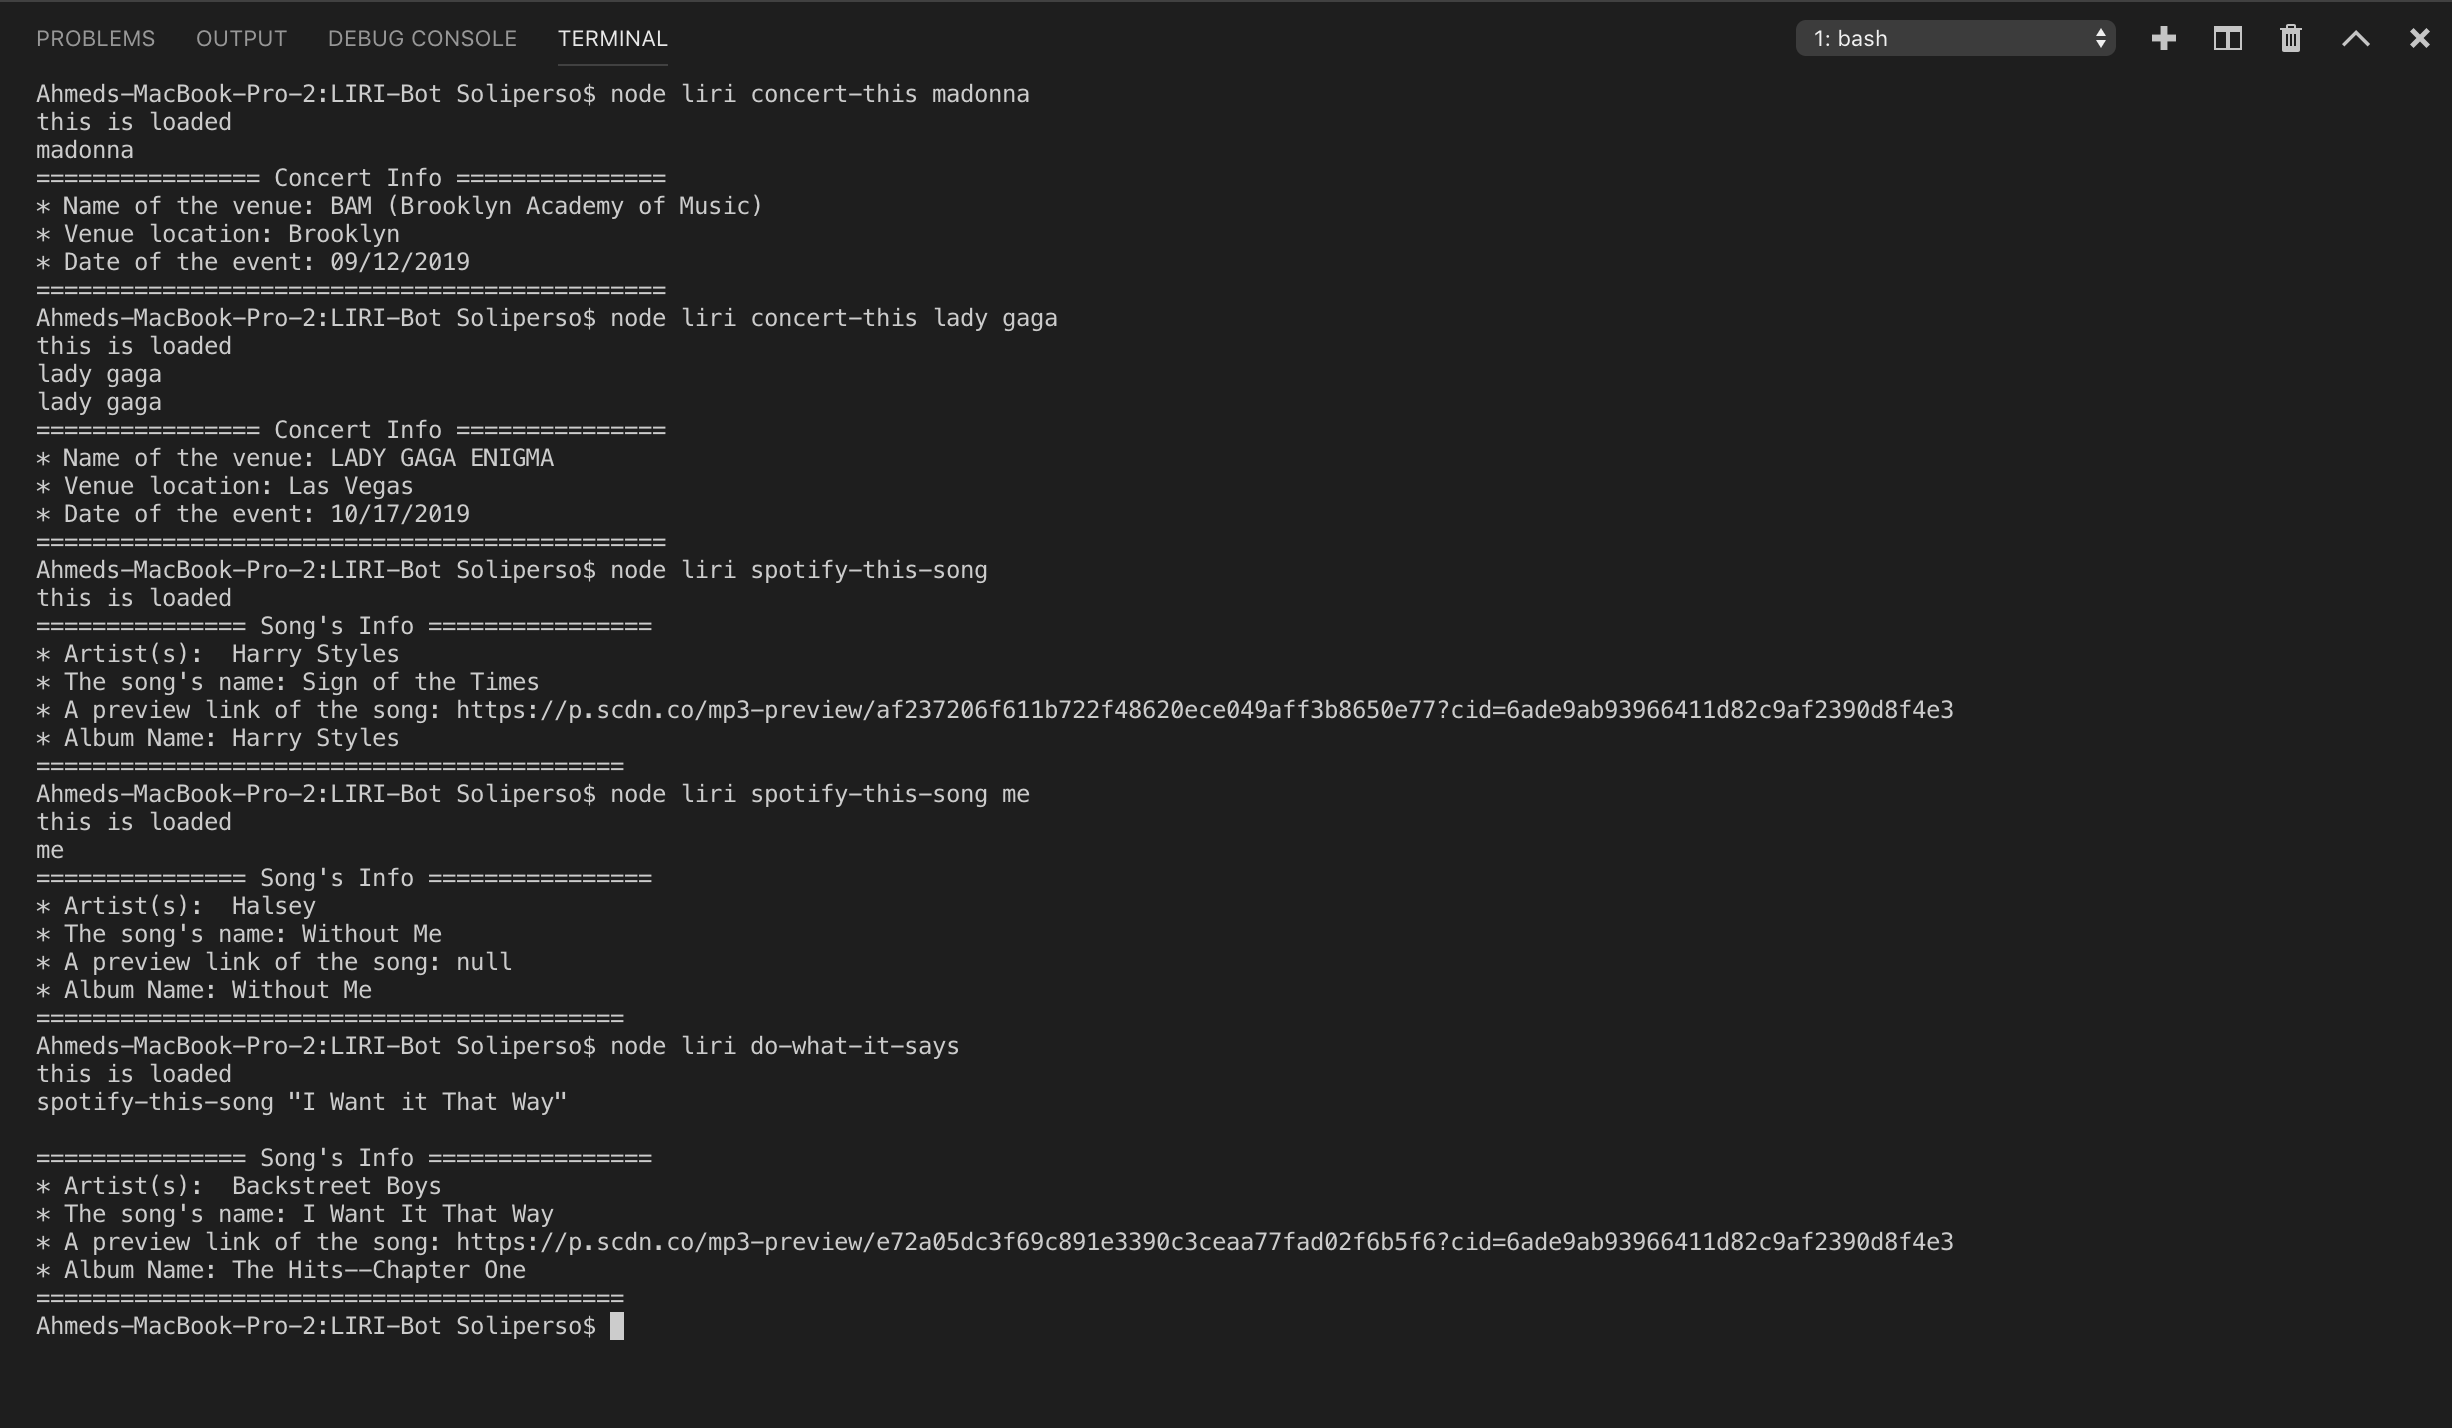 PROBLEMS OUTPUT DEBUG CONSOLE TERMINAL 1: bash
Ahmeds-MacBook-Pro-2:LIRI-Bot Soliperso$ node liri concert-this madonna
this is loaded
madonna
================ Concert Info ===============
* Name of the venue: BAM (Brooklyn Academy of Music)
* Venue location: Brooklyn
* Date of the event: 09/12/2019
=============================================
Ahmeds-MacBook-Pro-2:LIRI-Bot Soliperso$ node liri concert-this lady gaga
this is loaded
lady gaga
lady gaga
================ Concert Info ===============
* Name of the venue: LADY GAGA ENIGMA
* Venue location: Las Vegas
* Date of the event: 10/17/2019
=============================================
Ahmeds-MacBook-Pro-2:LIRI-Bot Soliperso$ node liri spotify-this-song
this is loaded
=============== Song's Info ================
* Artist(s):  Harry Styles
* The song's name: Sign of the Times
* A preview link of the song: https://p.scdn.co/mp3-preview/af237206f611b722f48620ece049aff3b8650e77?cid=6ade9ab93966411d82c9af2390d8f4e3
* Album Name: Harry Styles
==========================================
Ahmeds-MacBook-Pro-2:LIRI-Bot Soliperso$ node liri spotify-this-song me
this is loaded
me
=============== Song's Info ================
* Artist(s):  Halsey
* The song's name: Without Me
* A preview link of the song: null
* Album Name: Without Me
==========================================
Ahmeds-MacBook-Pro-2:LIRI-Bot Soliperso$ node liri do-what-it-says
this is loaded
spotify-this-song "I Want it That Way"
=============== Song's Info ================
* Artist(s):  Backstreet Boys
* The song's name: I Want It That Way
* A preview link of the song: https://p.scdn.co/mp3-preview/e72a05dc3f69c891e3390c3ceaa77fad02f6b5f6?cid=6ade9ab93966411d82c9af2390d8f4e3
* Album Name: The Hits--Chapter One
==========================================
Ahmeds-MacBook-Pro-2:LIRI-Bot Soliperso$